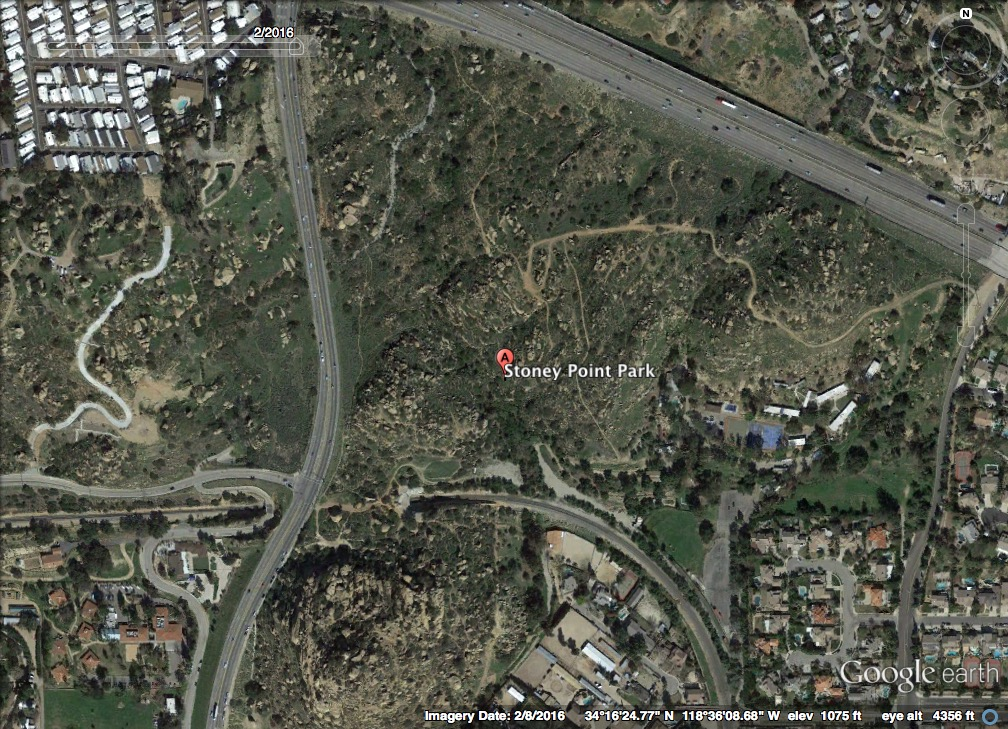 N
2/2016
A
Stoney Point Park
Google earth
Imagery Date: 2/8/2016 34°16'24.77" N 118°36'08.68" W elev 1075 ft eye alt 4356 ft